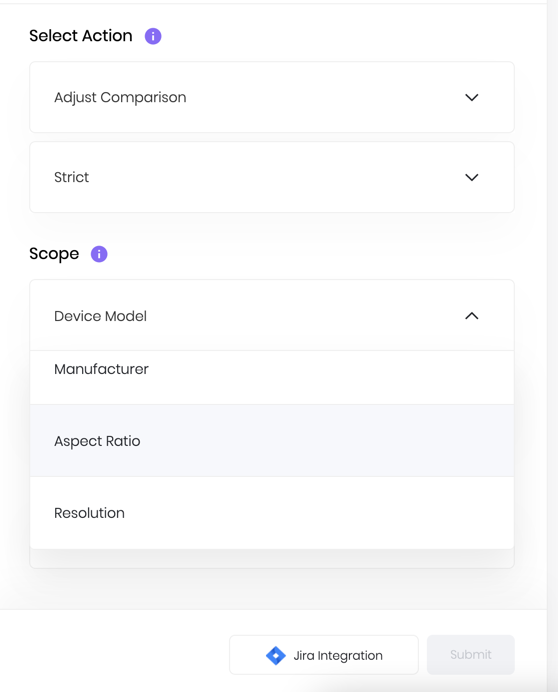 Select Action
Adjust Comparison
Strict
Scope
Device Model
Manufacturer
Aspect Ratio
Resolution
Jira Integration
Submit